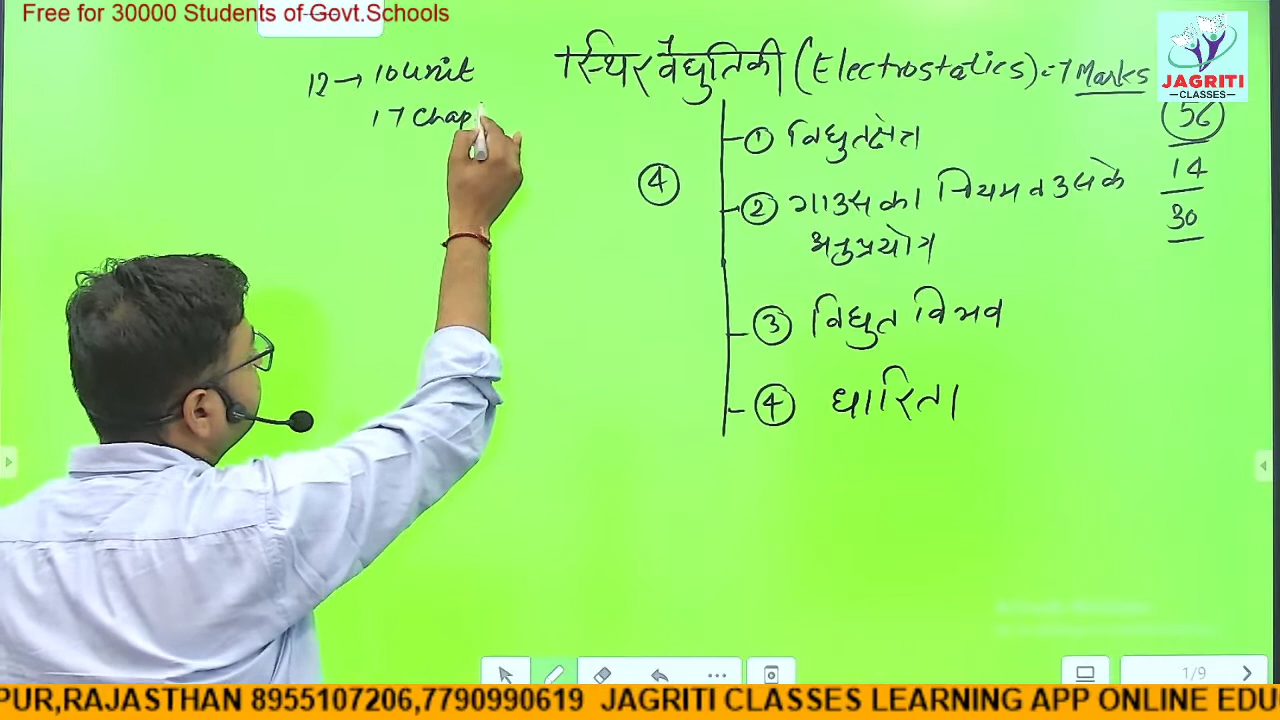 Free for 30000 Students of Govt.Schools
12 → 10 unit
17 Chap
स्थिर वैद्युतिकी (Electrostatics) = 7 Marks
JAGRITI
CLASSES
56
14
30
④
① विद्युत क्षेत्र
② गाउस का नियम व उसके
अनुप्रयोग
③ विद्युत विभव
④ धारिता
1/9
PUR,RAJASTHAN 8955107206,7790990619 JAGRITI CLASSES LEARNING APP ONLINE EDU